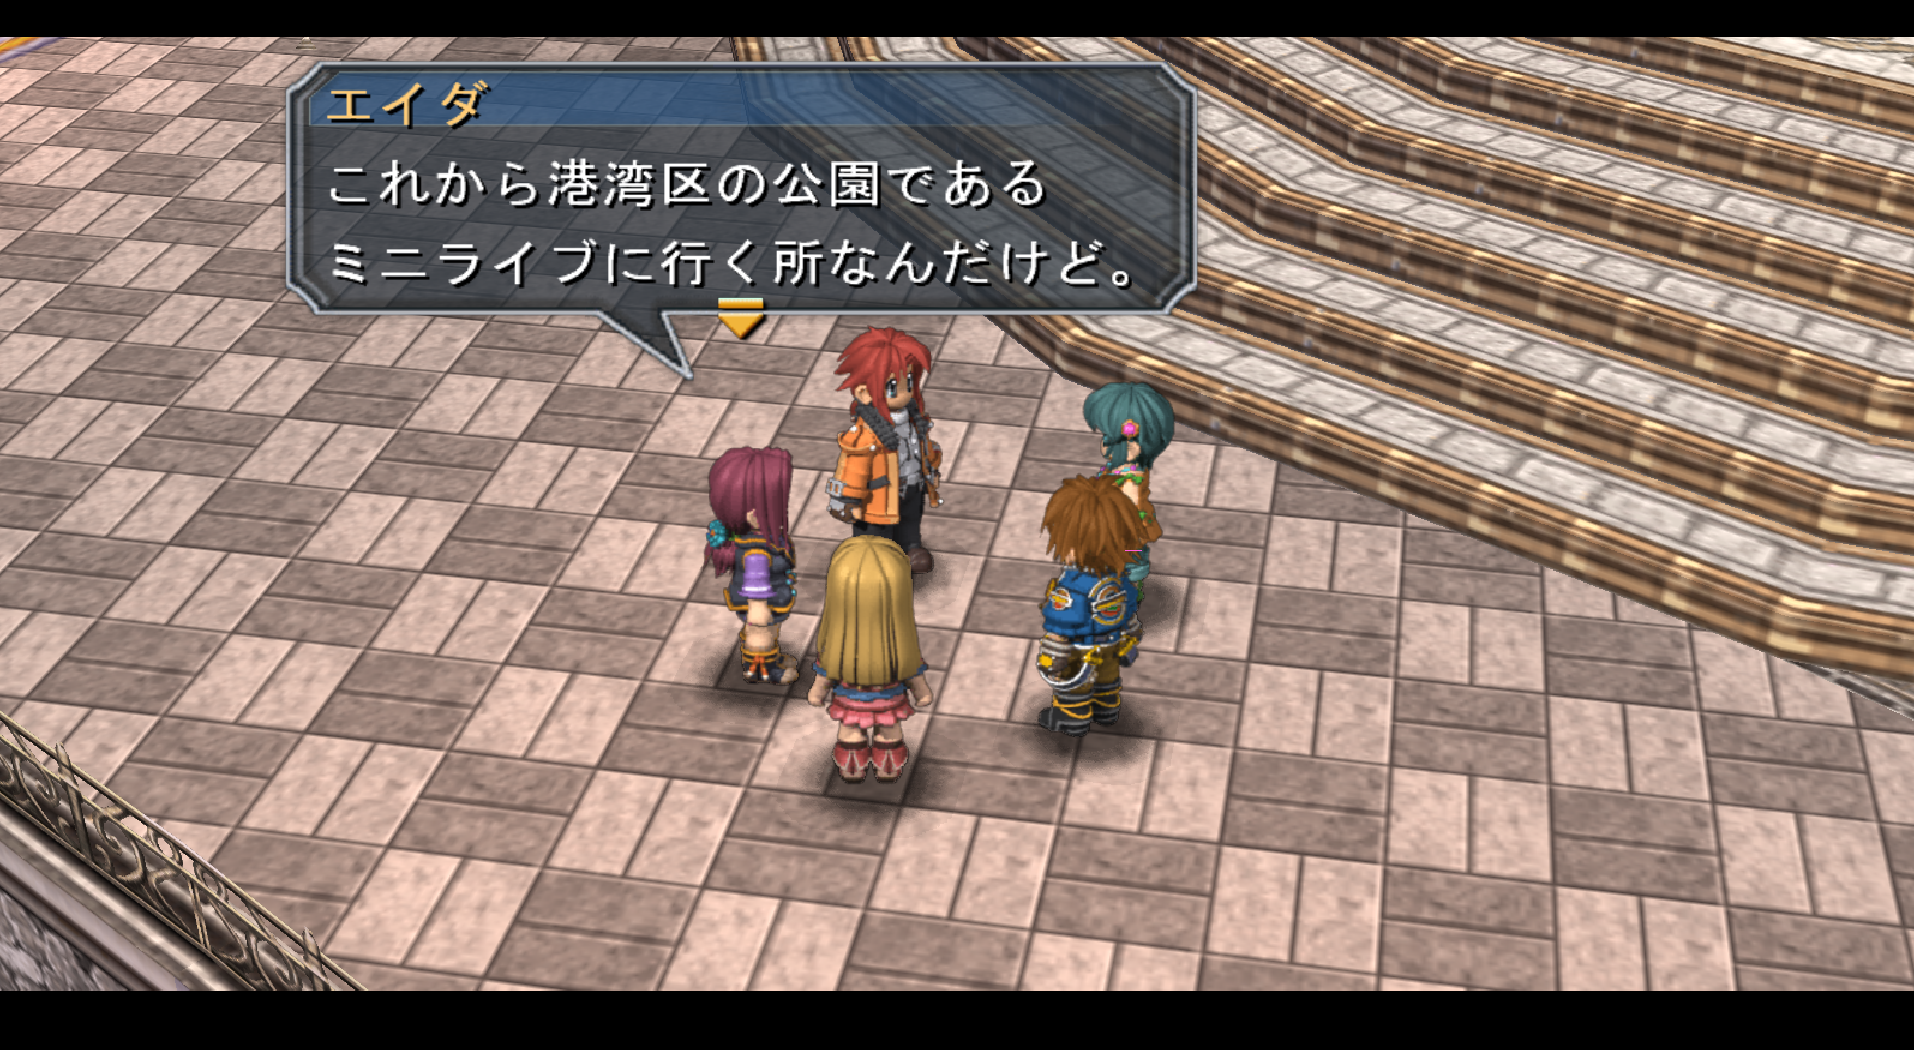 エイダ
これから港湾区の公園である
ミニライブに行く所なんだけど。